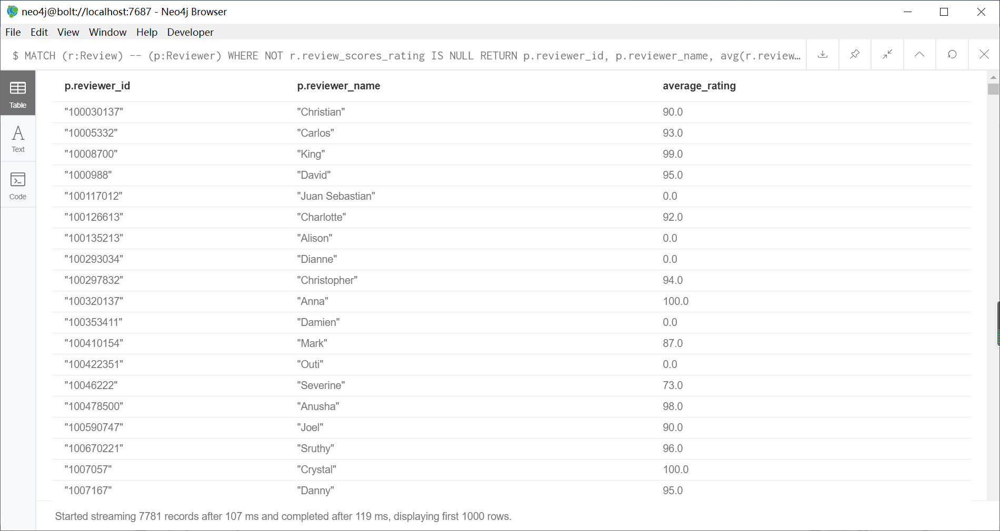 neo4j@bolt://localhost:7687 - Neo4j Browser
File Edit View Window Help Developer
$ MATCH (r:Review) -- (p:Reviewer) WHERE NOT r.review_scores_rating IS NULL RETURN p.reviewer_id, p.reviewer_name, avg(r.review…
Table
Text
Code
p.reviewer_id p.reviewer_name average_rating
"100030137" "Christian" 90.0
"10005332" "Carlos" 93.0
"10008700" "King" 99.0
"1000988" "David" 95.0
"100117012" "Juan Sebastian" 0.0
"100126613" "Charlotte" 92.0
"100135213" "Alison" 0.0
"100293034" "Dianne" 0.0
"100297832" "Christopher" 94.0
"100320137" "Anna" 100.0
"100353411" "Damien" 0.0
"100410154" "Mark" 87.0
"100422351" "Outi" 0.0
"10046222" "Severine" 73.0
"100478500" "Anusha" 98.0
"100590747" "Joel" 90.0
"100670221" "Sruthy" 96.0
"1007057" "Crystal" 100.0
"1007167" "Danny" 95.0
Started streaming 7781 records after 107 ms and completed after 119 ms, displaying first 1000 rows.